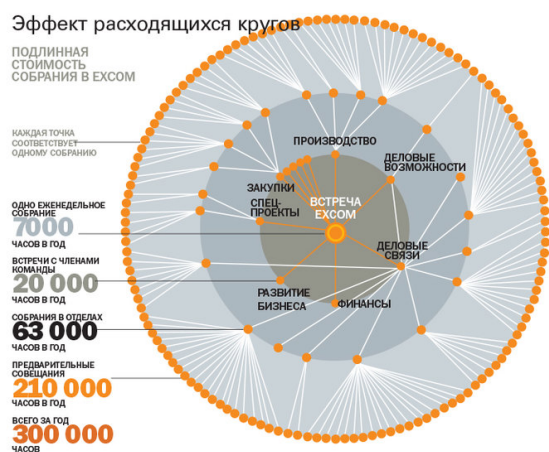 Эффект расходящихся кругов
ПОДЛИННАЯ
СТОИМОСТЬ
СОБРАНИЯ В EXCOM
КАЖДАЯ ТОЧКА
СООТВЕТСТВУЕТ
ОДНОМУ СОБРАНИЮ
ОДНО ЕЖЕНЕДЕЛЬНОЕ
СОБРАНИЕ
7000
ЧАСОВ В ГОД
ВСТРЕЧИ С ЧЛЕНАМИ
КОМАНДЫ
20 000
ЧАСОВ В ГОД
СОБРАНИЯ В ОТДЕЛАХ
63 000
ЧАСОВ В ГОД
ПРЕДВАРИТЕЛЬНЫЕ
СОВЕЩАНИЯ
210 000
ЧАСОВ В ГОД
ВСЕГО ЗА ГОД
300 000
ЧАСОВ
ПРОИЗВОДСТВО
ДЕЛОВЫЕ
ВОЗМОЖНОСТИ
ЗАКУПКИ
ВСТРЕЧА
EXCOM
СПЕЦ-
ПРОЕКТЫ
ДЕЛОВЫЕ
СВЯЗИ
РАЗВИТИЕ
БИЗНЕСА
ФИНАНСЫ